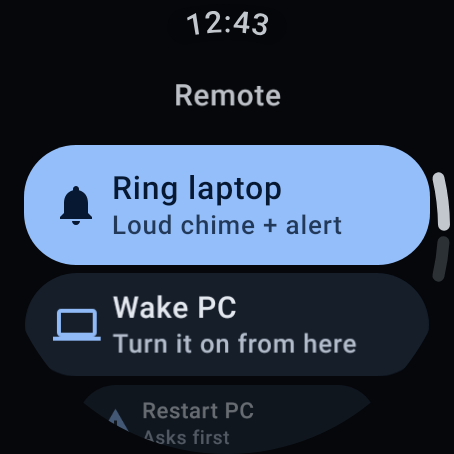 12:43
Remote
Ring laptop
Loud chime + alert
Wake PC
Turn it on from here
Restart PC
Asks first